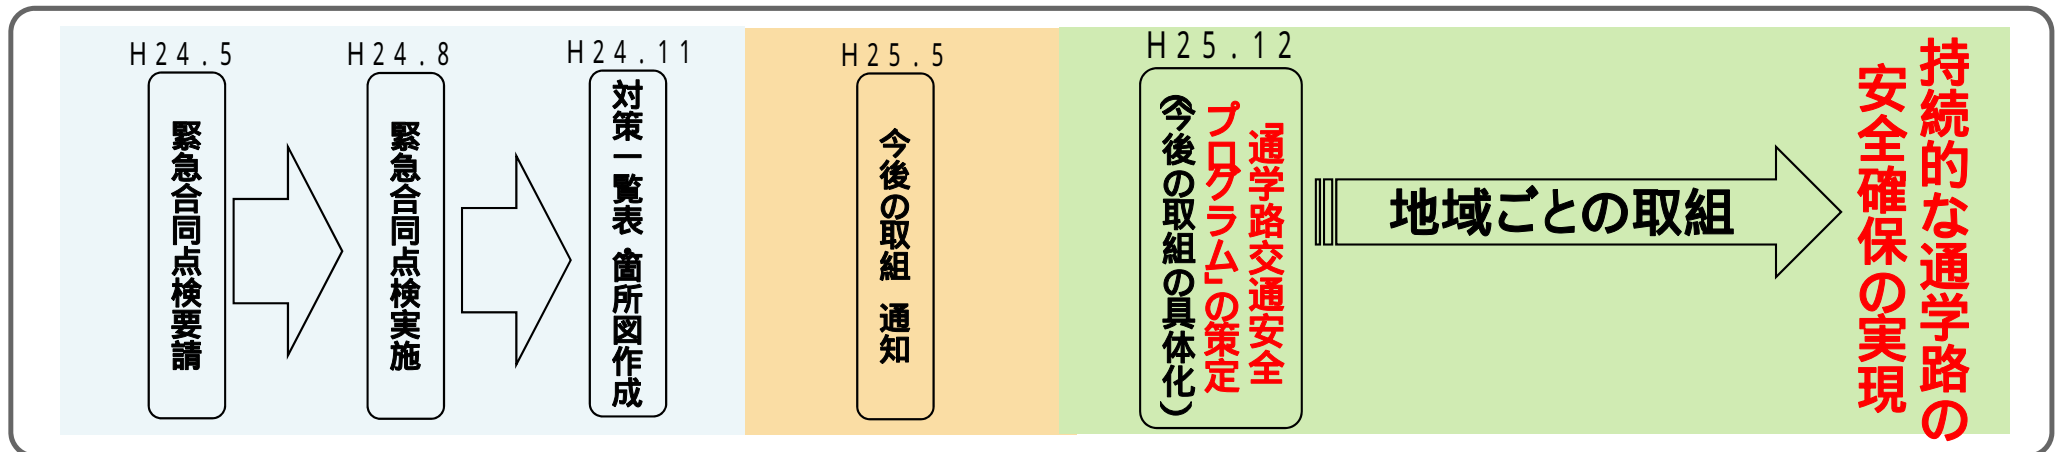 H24.5
緊急合同点検要請
H24.8
緊急合同点検実施
H24.11
対策一覧表・箇所図作成
H25.5
今後の取組 通知
H25.12
「通学路交通安全
プログラム」の策定
(今後の取組の具体化)
地域ごとの取組
持続的な通学路の
安全確保の実現